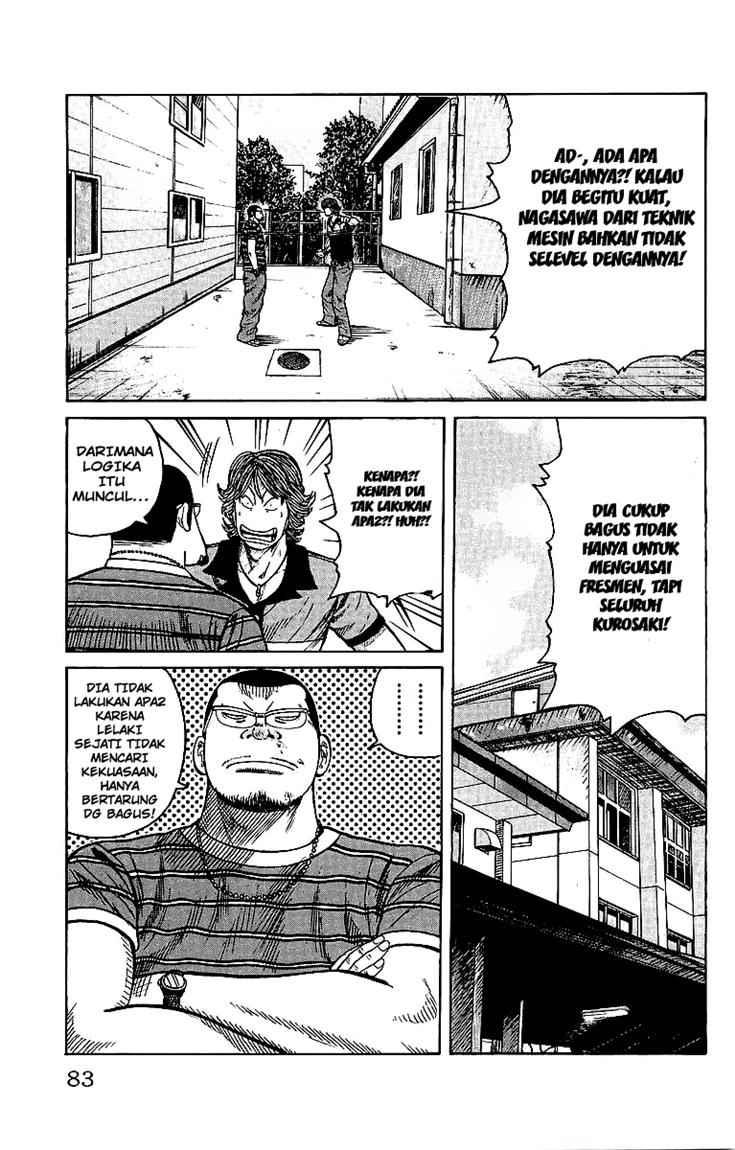 AD-, ADA APA
DENGANNYA?! KALAU
DIA BEGITU KUAT,
NAGASAWA DARI TEKNIK
MESIN BAHKAN TIDAK
SELEVEL DENGANNYA!
DIA CUKUP
BAGUS TIDAK
HANYA UNTUK
MENGUASAI
FRESMEN, TAPI
SELURUH
KUROSAKI!
KENAPA?!
KENAPA DIA
TAK LAKUKAN
APA2?! HUH?!
DARIMANA
LOGIKA
ITU
MUNCUL...
DIA TIDAK
LAKUKAN APA2
KARENA
LELAKI
SEJATI TIDAK
MENCARI
KEKUASAAN,
HANYA
BERTARUNG
DG BAGUS!
83